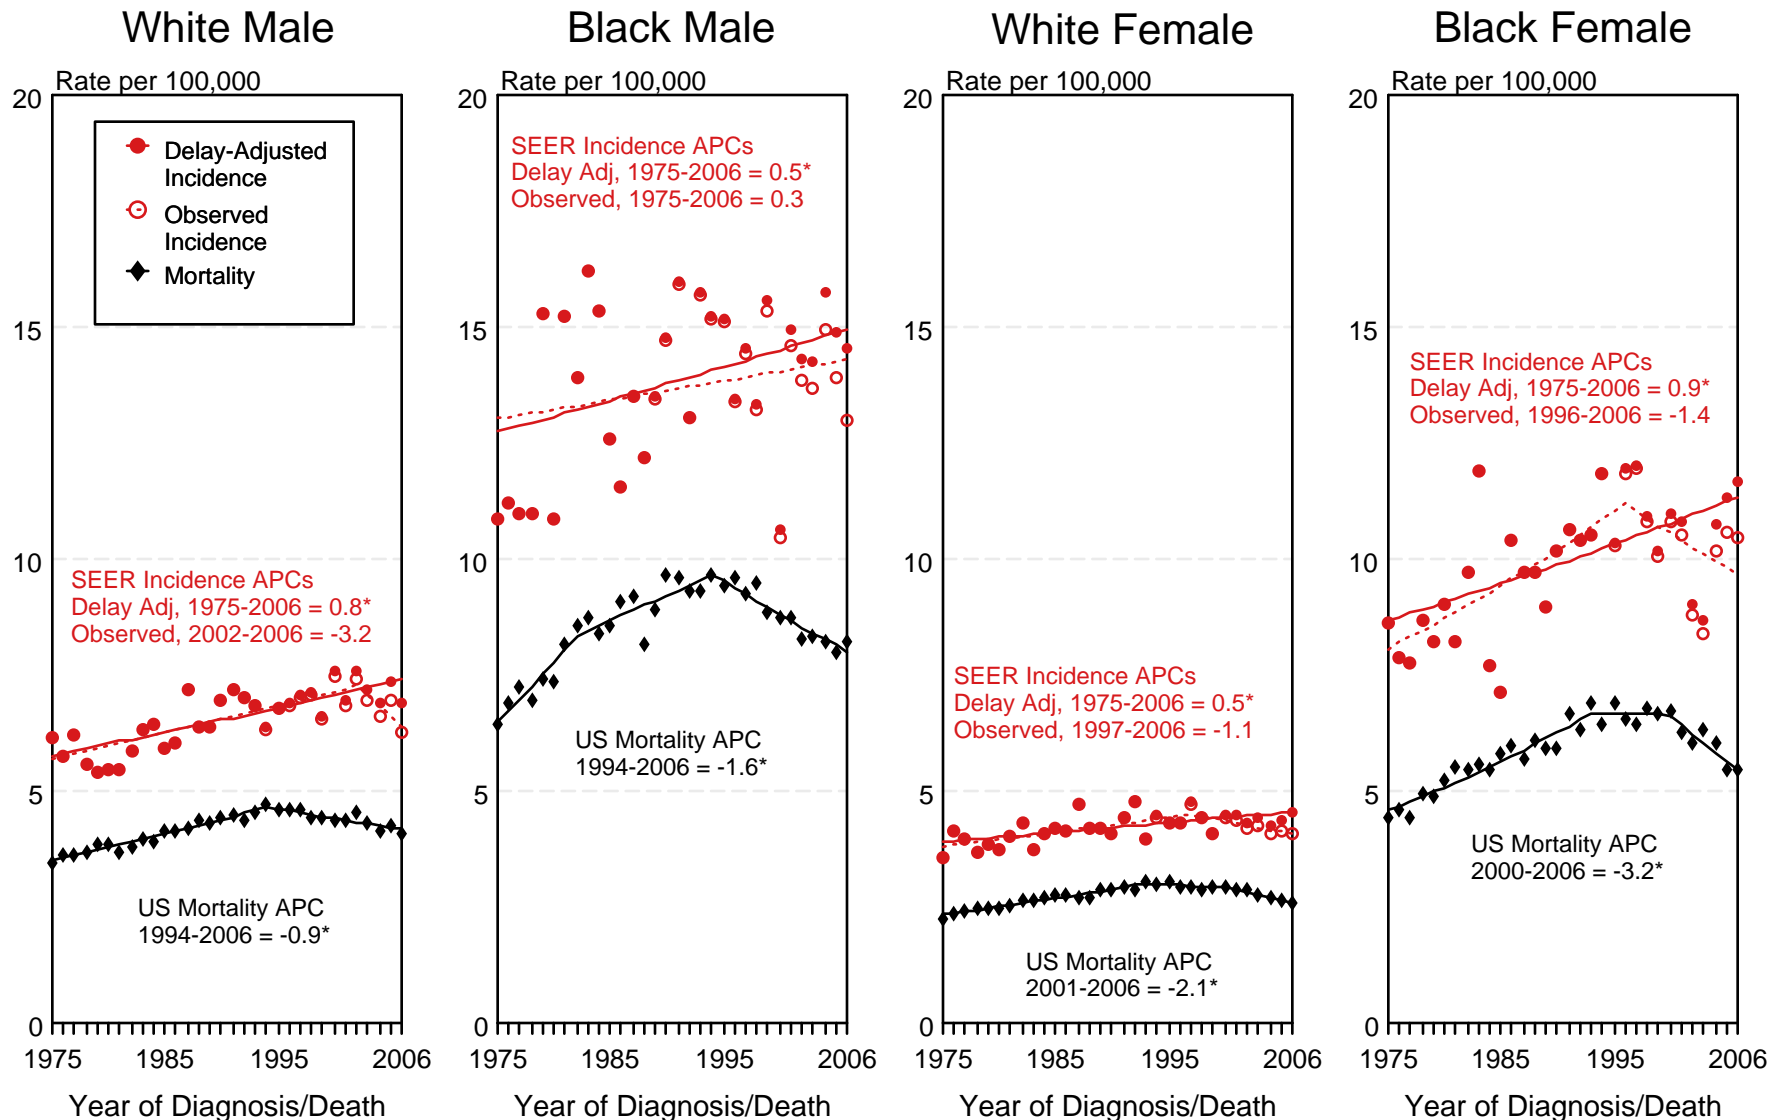 White Male
Rate per 100,000
20
Delay-Adjusted
Incidence
Observed
Incidence
Mortality
15
10
SEER Incidence APCs
Delay Adj, 1975-2006 = 0.8*
Observed, 2002-2006 = -3.2
5
US Mortality APC
1994-2006 = -0.9*
0
1975
1985
1995
2006
Year of Diagnosis/Death
Black Male
Rate per 100,000
20
SEER Incidence APCs
Delay Adj, 1975-2006 = 0.5*
Observed, 1975-2006 = 0.3
15
10
US Mortality APC
1994-2006 = -1.6*
5
0
1975
1985
1995
2006
Year of Diagnosis/Death
White Female
Rate per 100,000
20
15
10
SEER Incidence APCs
Delay Adj, 1975-2006 = 0.5*
Observed, 1997-2006 = -1.1
5
US Mortality APC
2001-2006 = -2.1*
0
1975
1985
1995
2006
Year of Diagnosis/Death
Black Female
Rate per 100,000
20
15
SEER Incidence APCs
Delay Adj, 1975-2006 = 0.9*
Observed, 1996-2006 = -1.4
10
5
US Mortality APC
2000-2006 = -3.2*
0
1975
1985
1995
2006
Year of Diagnosis/Death